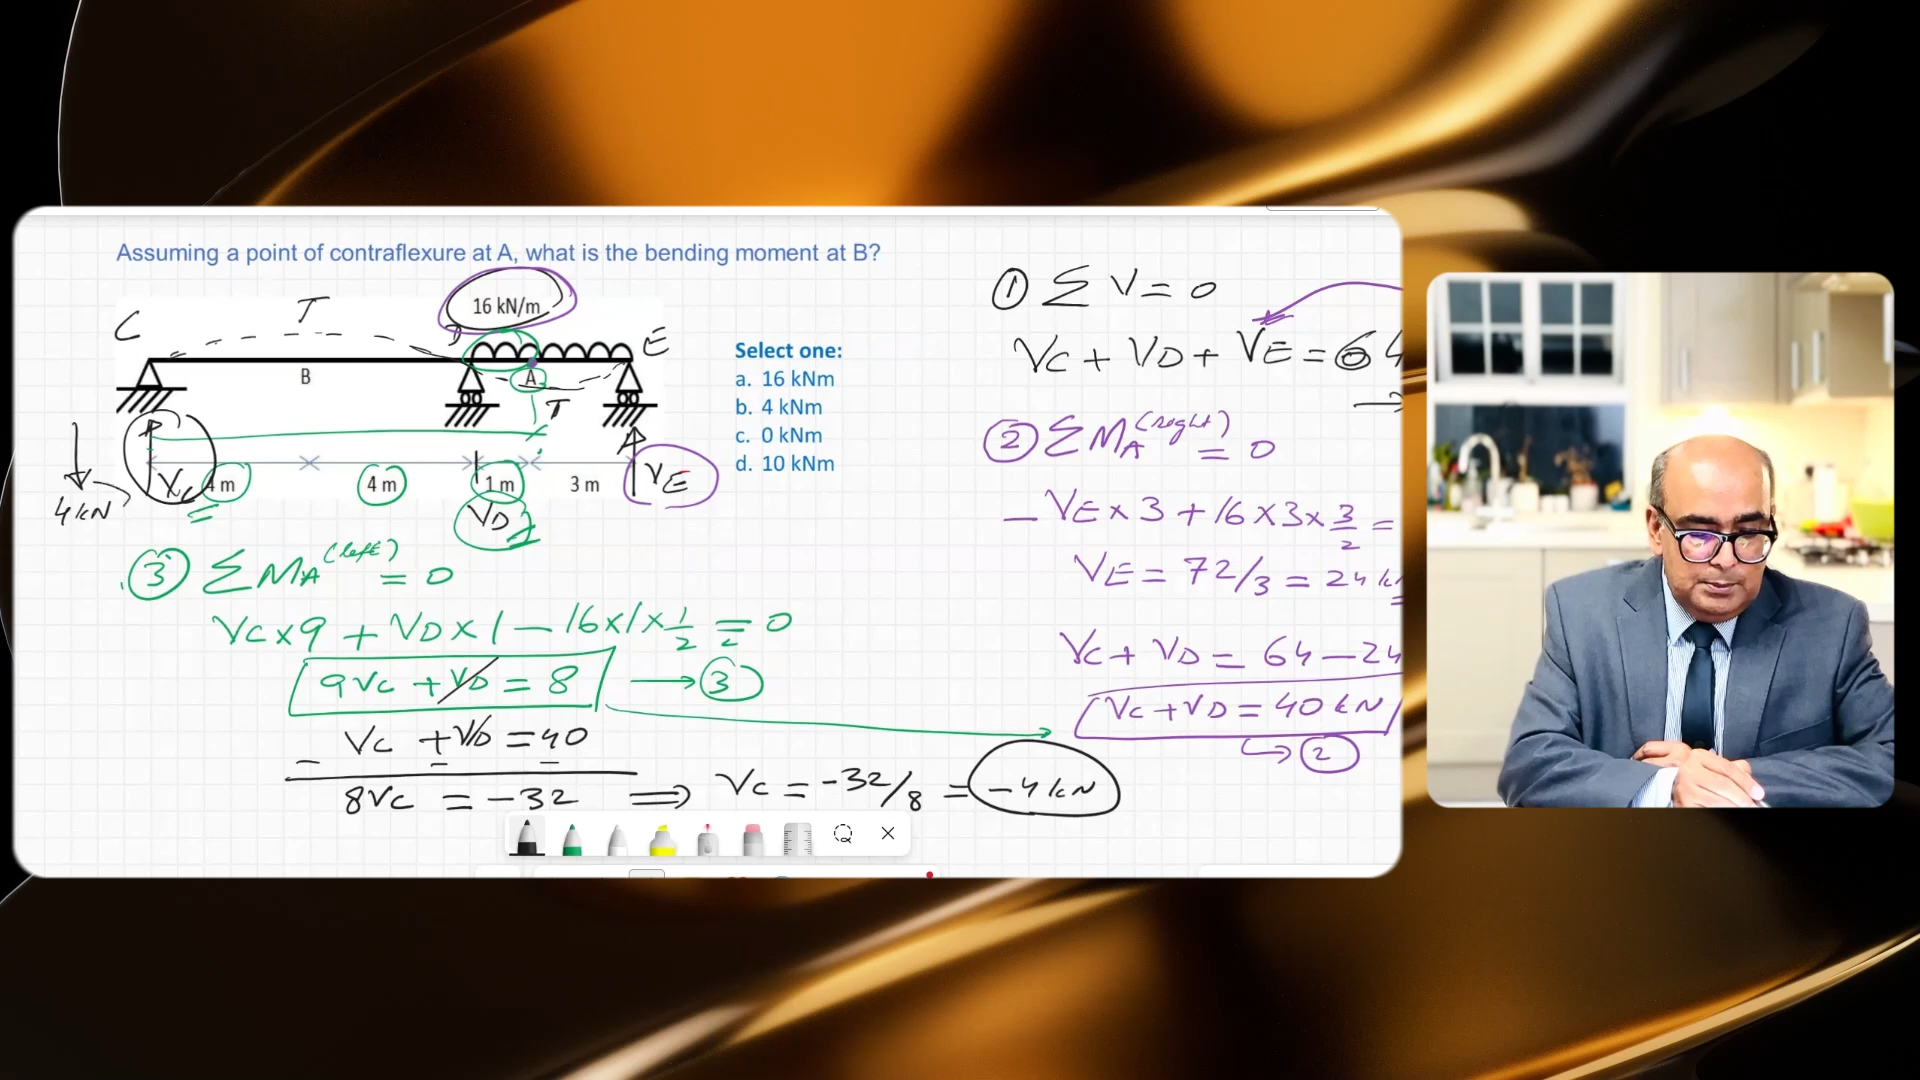 Assuming a point of contraflexure at A, what is the bending moment at B?
16 kN/m
C
T
D
E
B
A
T
Select one:
a. 16 kNm
b. 4 kNm
c. 0 kNm
d. 10 kNm
4 kN
Vc
4 m
4 m
1 m
3 m
VE
VD
① ΣV = 0
VC + VD + VE = 64
② ΣMA (right) = 0
− VE × 3 + 16 × 3 × 3/2 =
VE = 72/3 = 24 k
VC + VD = 64 − 24
VC + VD = 40 kN
↳ ②
③ ΣMA (left) = 0
VC × 9 + VD × 1 − 16 × 1 × 1/2 = 0
9VC + VD = 8 → ③
VC + VD = 40
− − −
8VC = −32 ⟹ VC = −32/8 = −4 kN